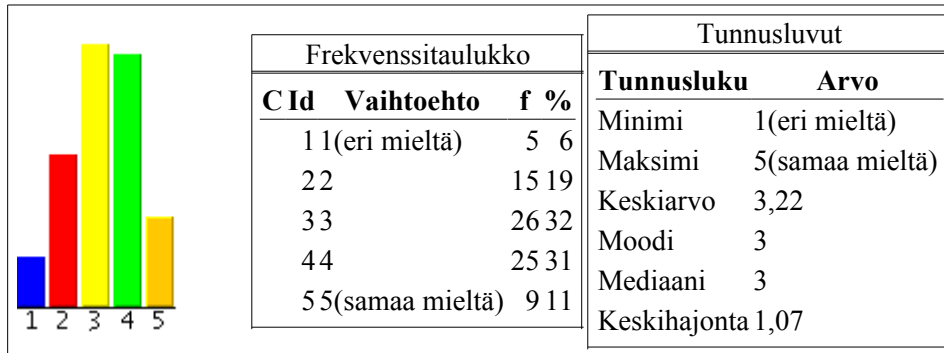 1 2 3 4 5
Frekvenssitaulukko
C Id Vaihtoehto f %
1 1(eri mieltä) 5 6
2 2 15 19
3 3 26 32
4 4 25 31
5 5(samaa mieltä) 9 11
Tunnusluvut
Tunnusluku Arvo
Minimi 1(eri mieltä)
Maksimi 5(samaa mieltä)
Keskiarvo 3,22
Moodi 3
Mediaani 3
Keskihajonta 1,07